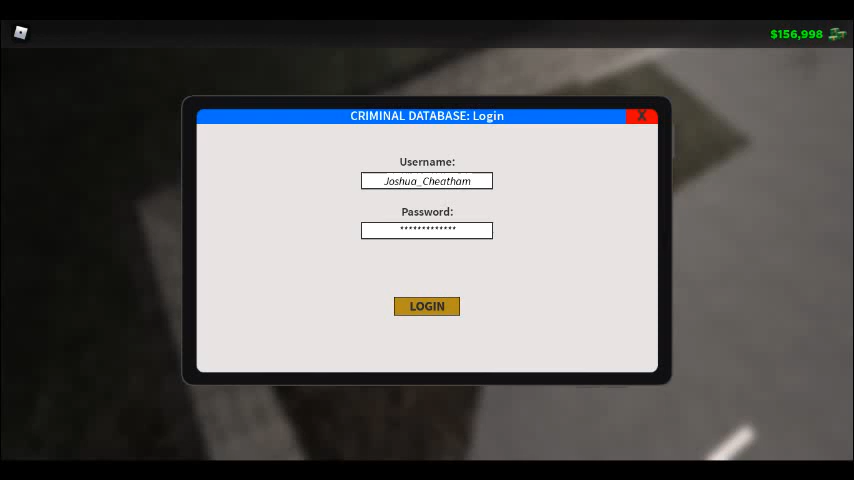 $156,998
CRIMINAL DATABASE: Login
X
Username:
Joshua_Cheatham
Password:
*************
LOGIN